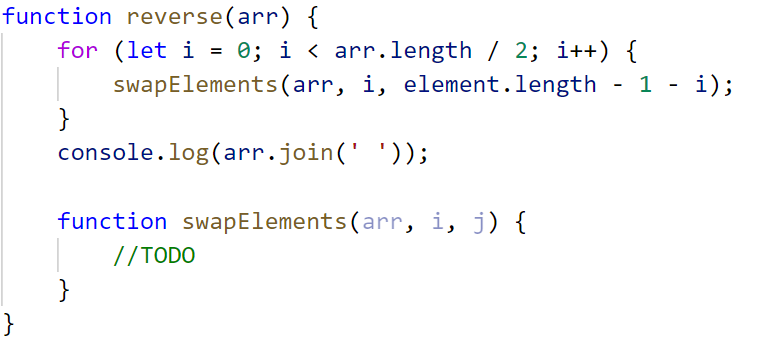 function reverse(arr) {
    for (let i = 0; i < arr.length / 2; i++) {
        swapElements(arr, i, element.length - 1 - i);
    }
    console.log(arr.join(' '));

    function swapElements(arr, i, j) {
        //TODO
    }
}